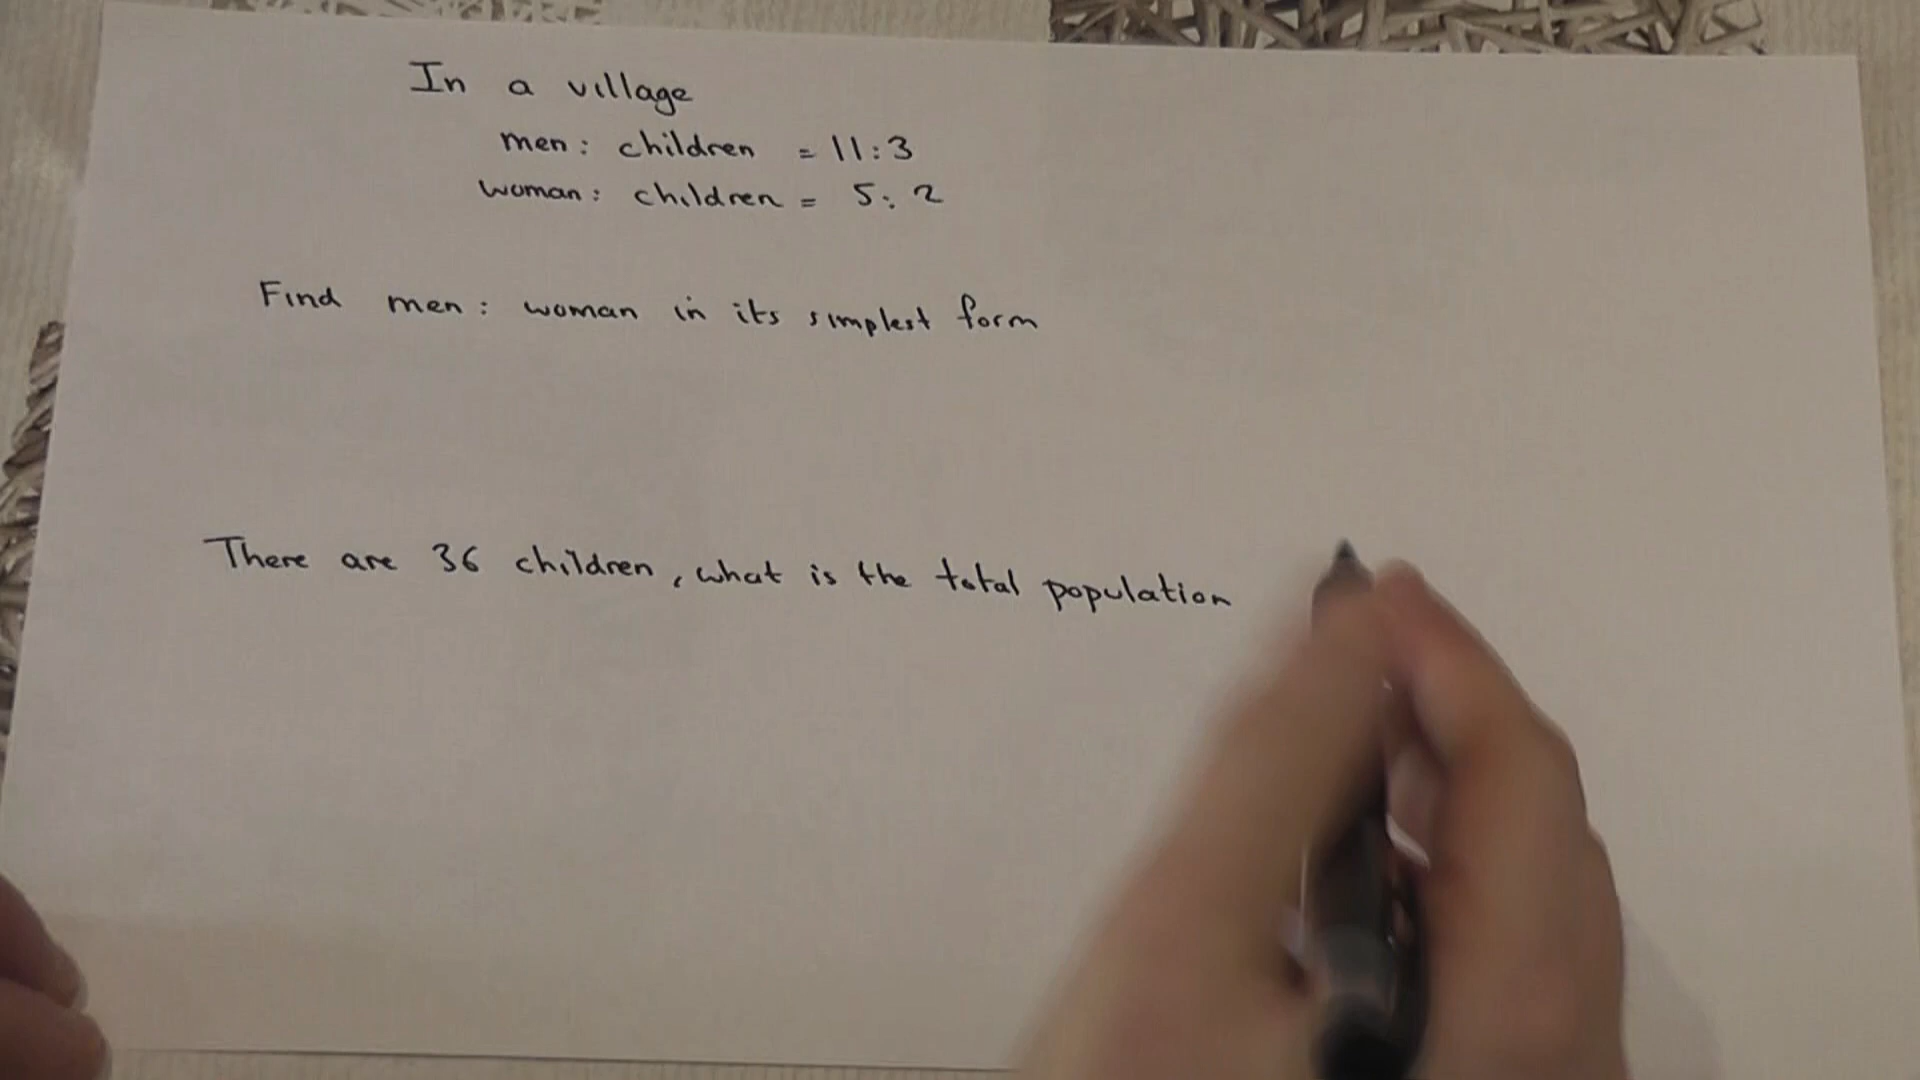 In a village
men: children = 11:3
woman: children = 5:2
Find men: woman in its simplest form
There are 36 children, what is the total population